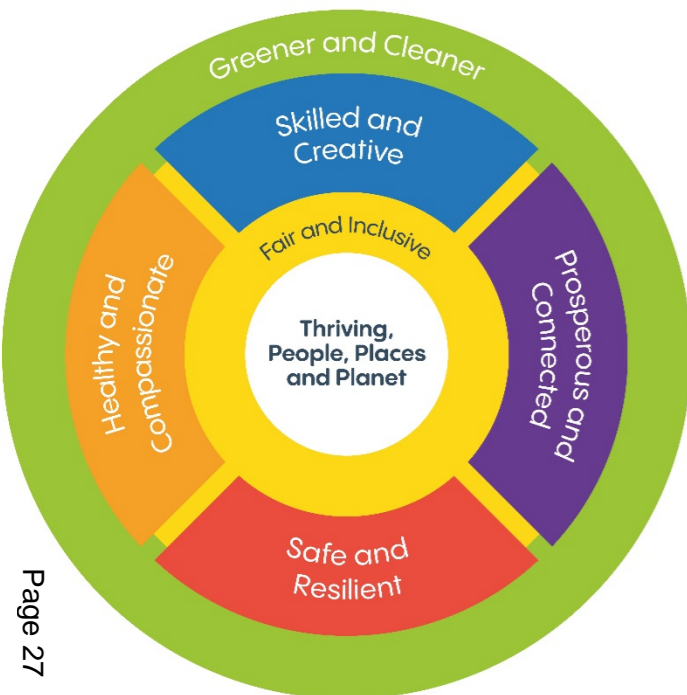 Greener and Cleaner
Skilled and
Creative
Fair and Inclusive
Healthy and
Compassionate
Thriving,
People, Places
and Planet
Prosperous and
Connected
Safe and
Resilient
Page 27